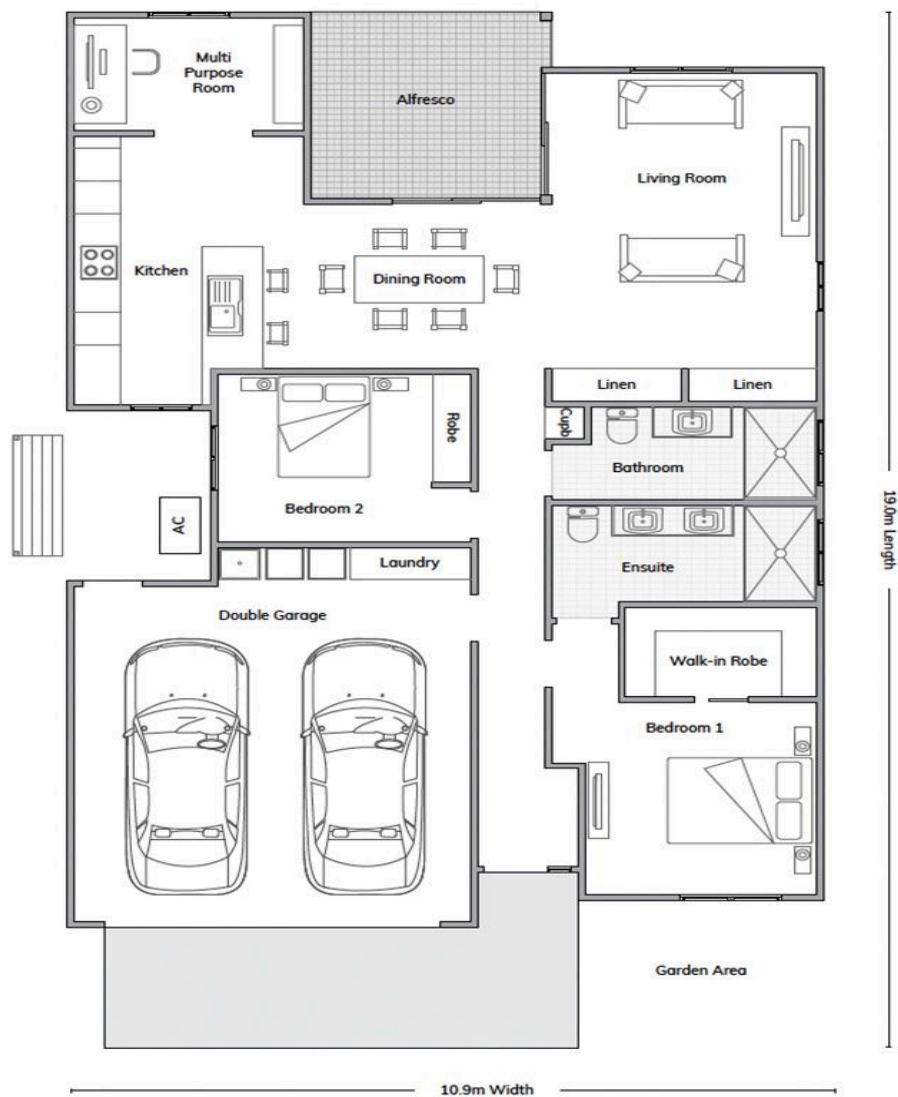 Multi
Purpose
Room
Alfresco
Living Room
Kitchen
Dining Room
Linen
Linen
Robe
Cupb
Bathroom
Bedroom 2
AC
Laundry
Ensuite
Double Garage
Walk-in Robe
Bedroom 1
Garden Area
19.0m Length
10.9m Width